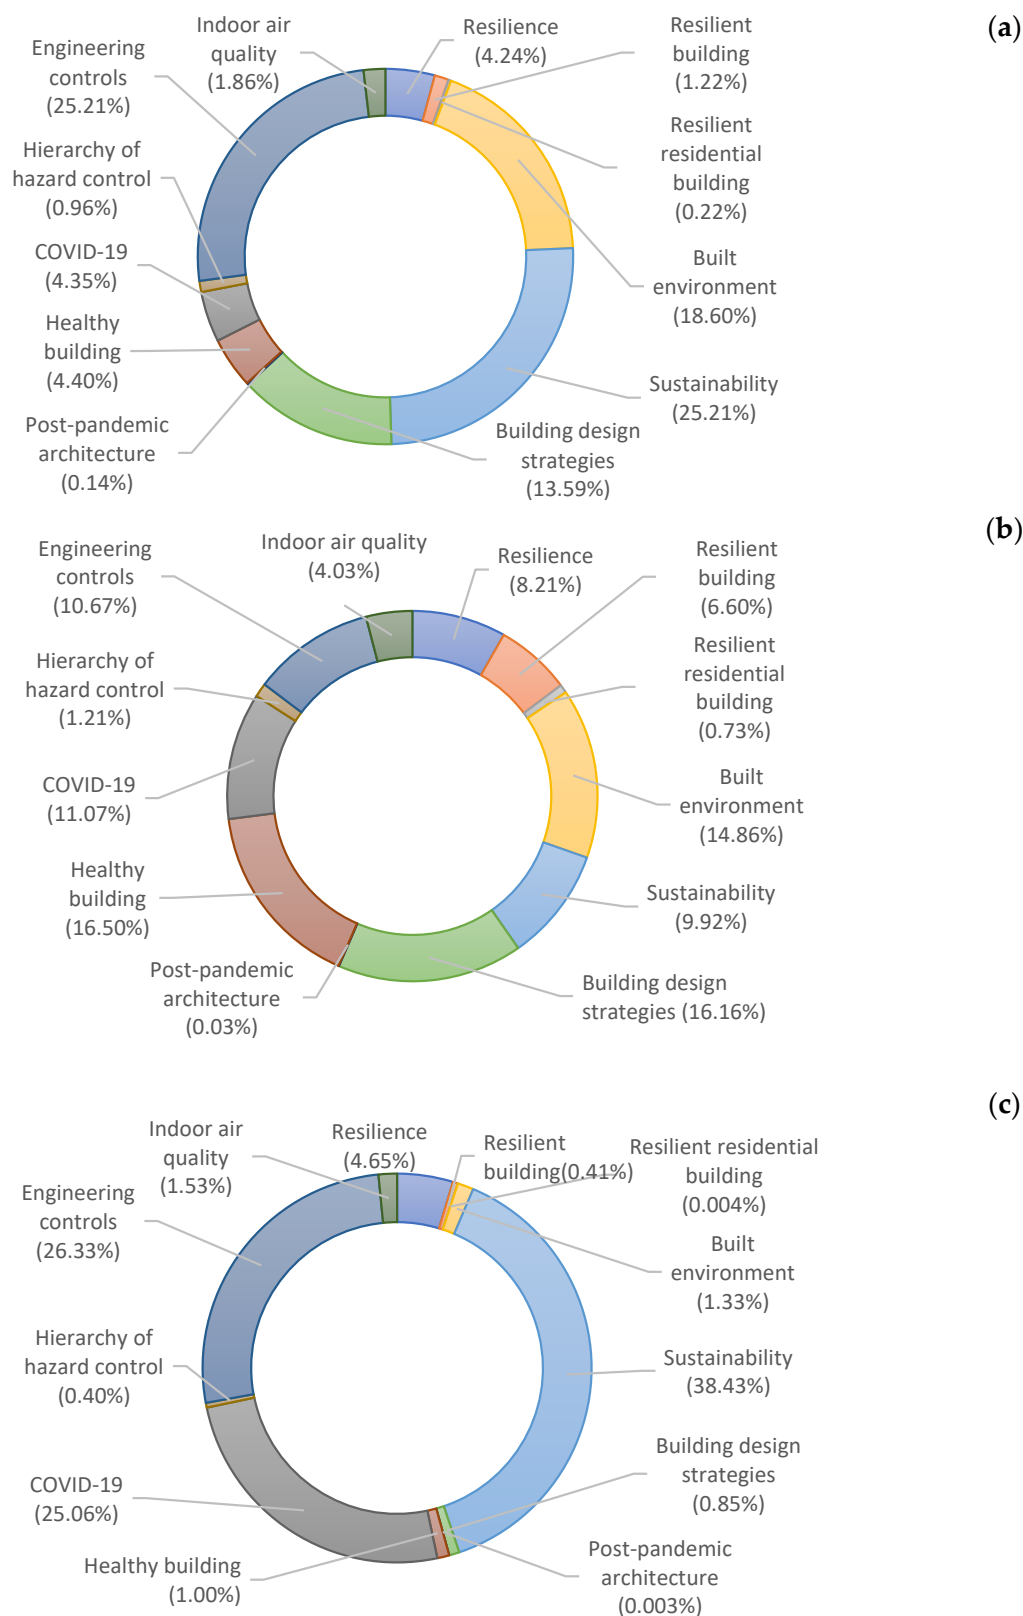 (a)
Indoor air
quality
(1.86%)
Resilience
(4.24%)
Resilient
building
(1.22%)
Engineering
controls
(25.21%)
Resilient
residential
building
(0.22%)
Hierarchy of
hazard control
(0.96%)
COVID-19
(4.35%)
Built
environment
(18.60%)
Healthy
building
(4.40%)
Sustainability
(25.21%)
Post-pandemic
architecture
(0.14%)
Building design
strategies
(13.59%)
(b)
Indoor air quality
(4.03%)
Resilience
(8.21%)
Resilient
building
(6.60%)
Engineering
controls
(10.67%)
Resilient
residential
building
(0.73%)
Hierarchy of
hazard control
(1.21%)
COVID-19
(11.07%)
Built
environment
(14.86%)
Healthy
building
(16.50%)
Sustainability
(9.92%)
Post-pandemic
architecture
(0.03%)
Building design
strategies (16.16%)
(c)
Indoor air
quality
(1.53%)
Resilience
(4.65%)
Resilient
building(0.41%)
Resilient residential
building
(0.004%)
Engineering
controls
(26.33%)
Built
environment
(1.33%)
Hierarchy of
hazard control
(0.40%)
Sustainability
(38.43%)
COVID-19
(25.06%)
Building design
strategies
(0.85%)
Healthy building
(1.00%)
Post-pandemic
architecture
(0.003%)